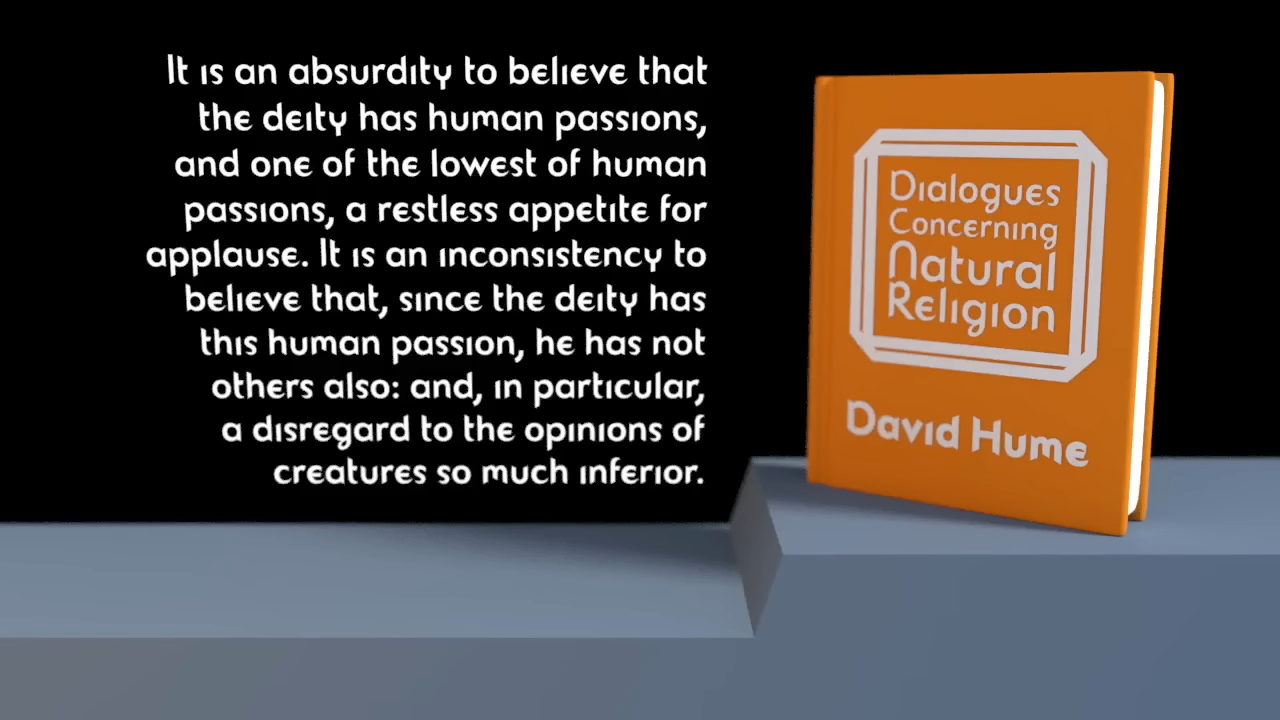 It is an absurdity to believe that
the deity has human passions,
and one of the lowest of human
passions, a restless appetite for
applause. It is an inconsistency to
believe that, since the deity has
this human passion, he has not
others also: and, in particular,
a disregard to the opinions of
creatures so much inferior.
Dialogues
Concerning
Natural
Religion
David Hume